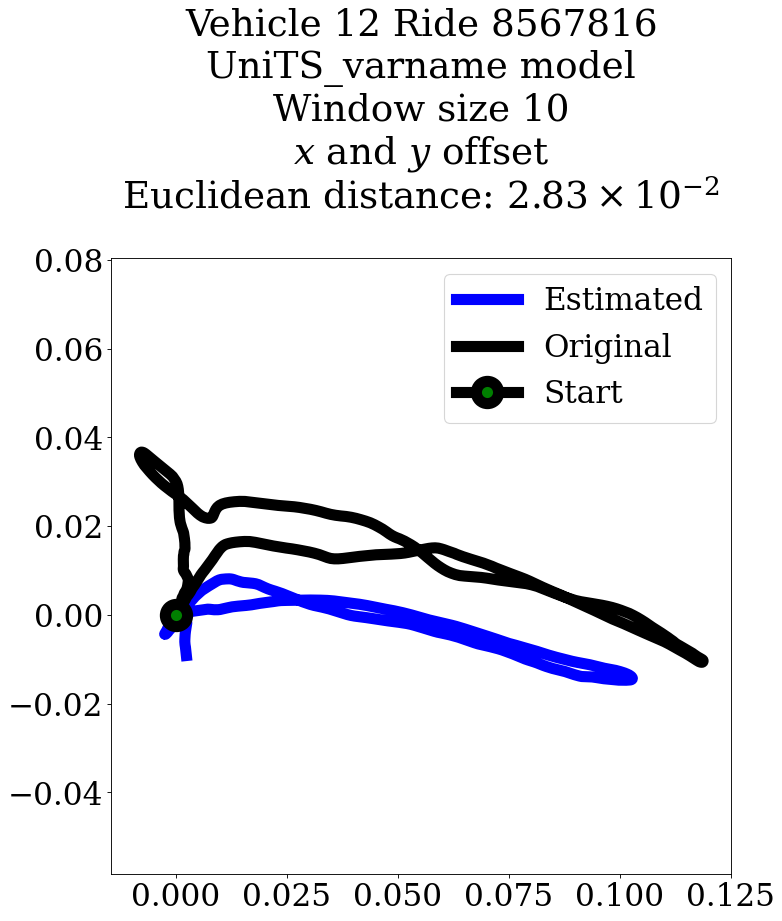 Vehicle 12 Ride 8567816
UniTS_varname model
Window size 10
x and y offset
Euclidean distance: 2.83 × 10⁻²
Estimated
Original
Start
0.08
0.06
0.04
0.02
0.00
−0.02
−0.04
0.000 0.025 0.050 0.075 0.100 0.125